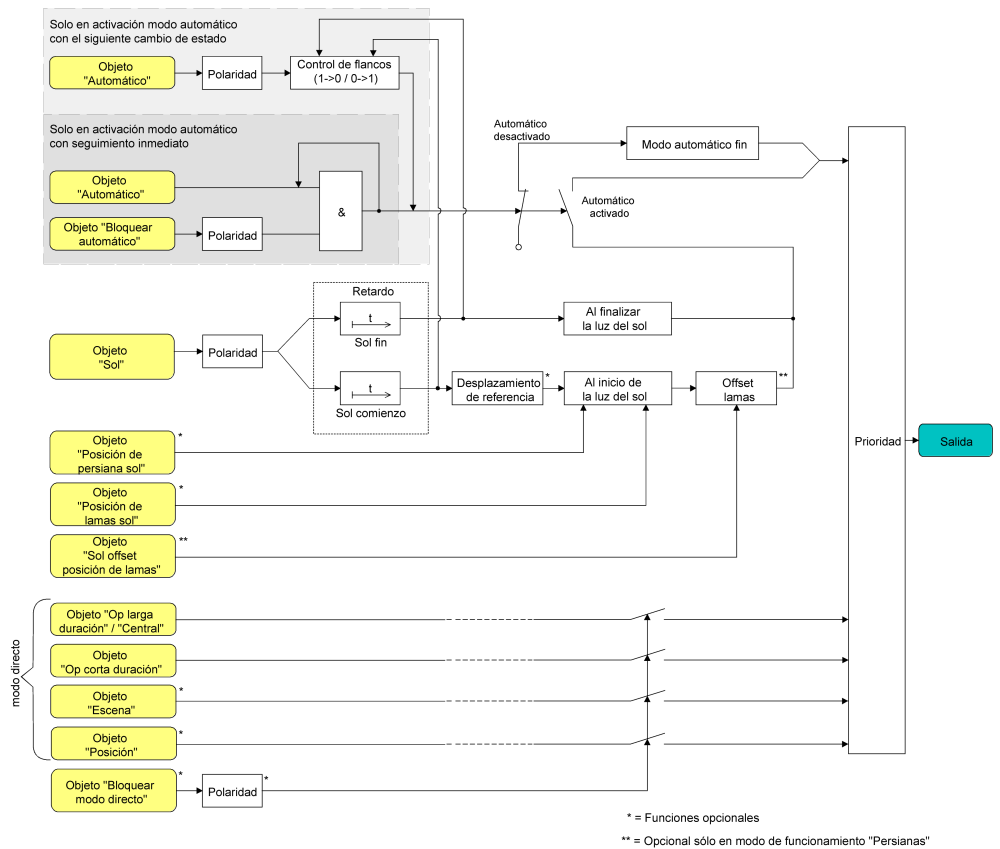 Solo en activación modo automático
con el siguiente cambio de estado
Objeto
"Automático"
Polaridad
Control de flancos
(1->0 / 0->1)
Solo en activación modo automático
con seguimiento inmediato
Objeto
"Automático"
Objeto "Bloquear
automático"
Polaridad
&
Automático
desactivado
Modo automático fin
Automático
activado
Retardo
t
Sol fin
Al finalizar
la luz del sol
Objeto
"Sol"
Polaridad
t
Sol comienzo
Desplazamiento
de referencia
*
Al inicio de
la luz del sol
Offset
lamas
**
Objeto
"Posición de
persiana sol"
*
Objeto
"Posición de
lamas sol"
*
Objeto
"Sol offset
posición de lamas"
**
Prioridad
Salida
modo directo
Objeto "Op larga
duración" / "Central"
Objeto
"Op corta duración"
Objeto
"Escena"
*
Objeto
"Posición"
*
Objeto "Bloquear
modo directo"
*
Polaridad
*
* = Funciones opcionales
** = Opcional sólo en modo de funcionamiento "Persianas"